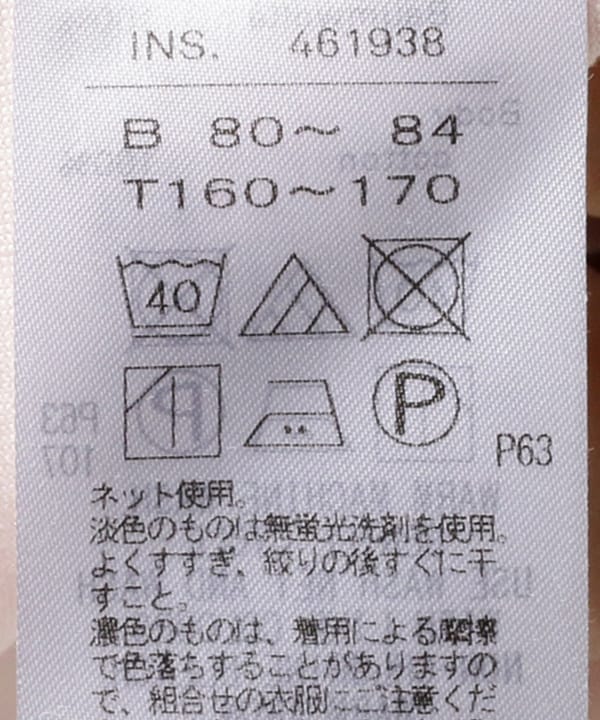 INS. 461938
B 80～ 84
T160～170
40
P
P63
ネット使用。
淡色のものは無蛍光洗剤を使用。
よくすすぎ、絞りの後すぐに干
すこと。
濃色のものは、着用による摩擦
で色落ちすることがありますの
で、組合せの衣服にご注意くだ